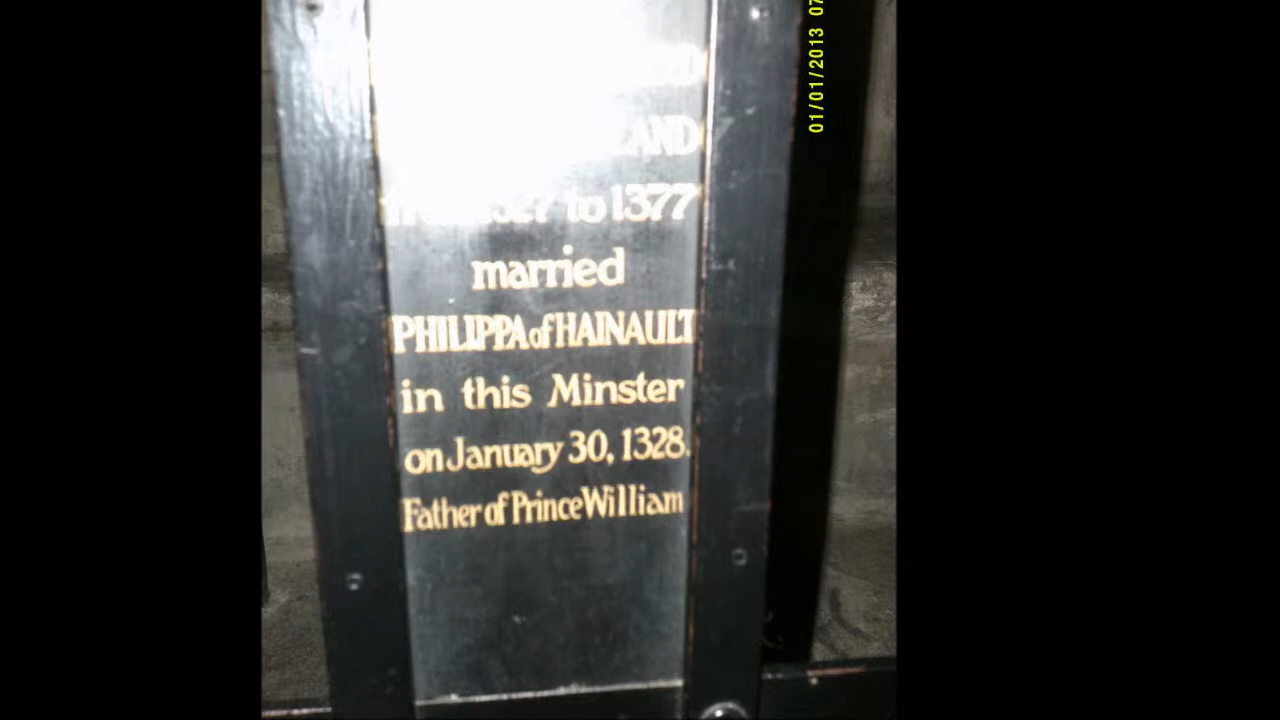 AND
to 1377
married
PHILIPPA of HAINAULT
in this Minster
on January 30, 1328.
Father of Prince William
01/01/2013